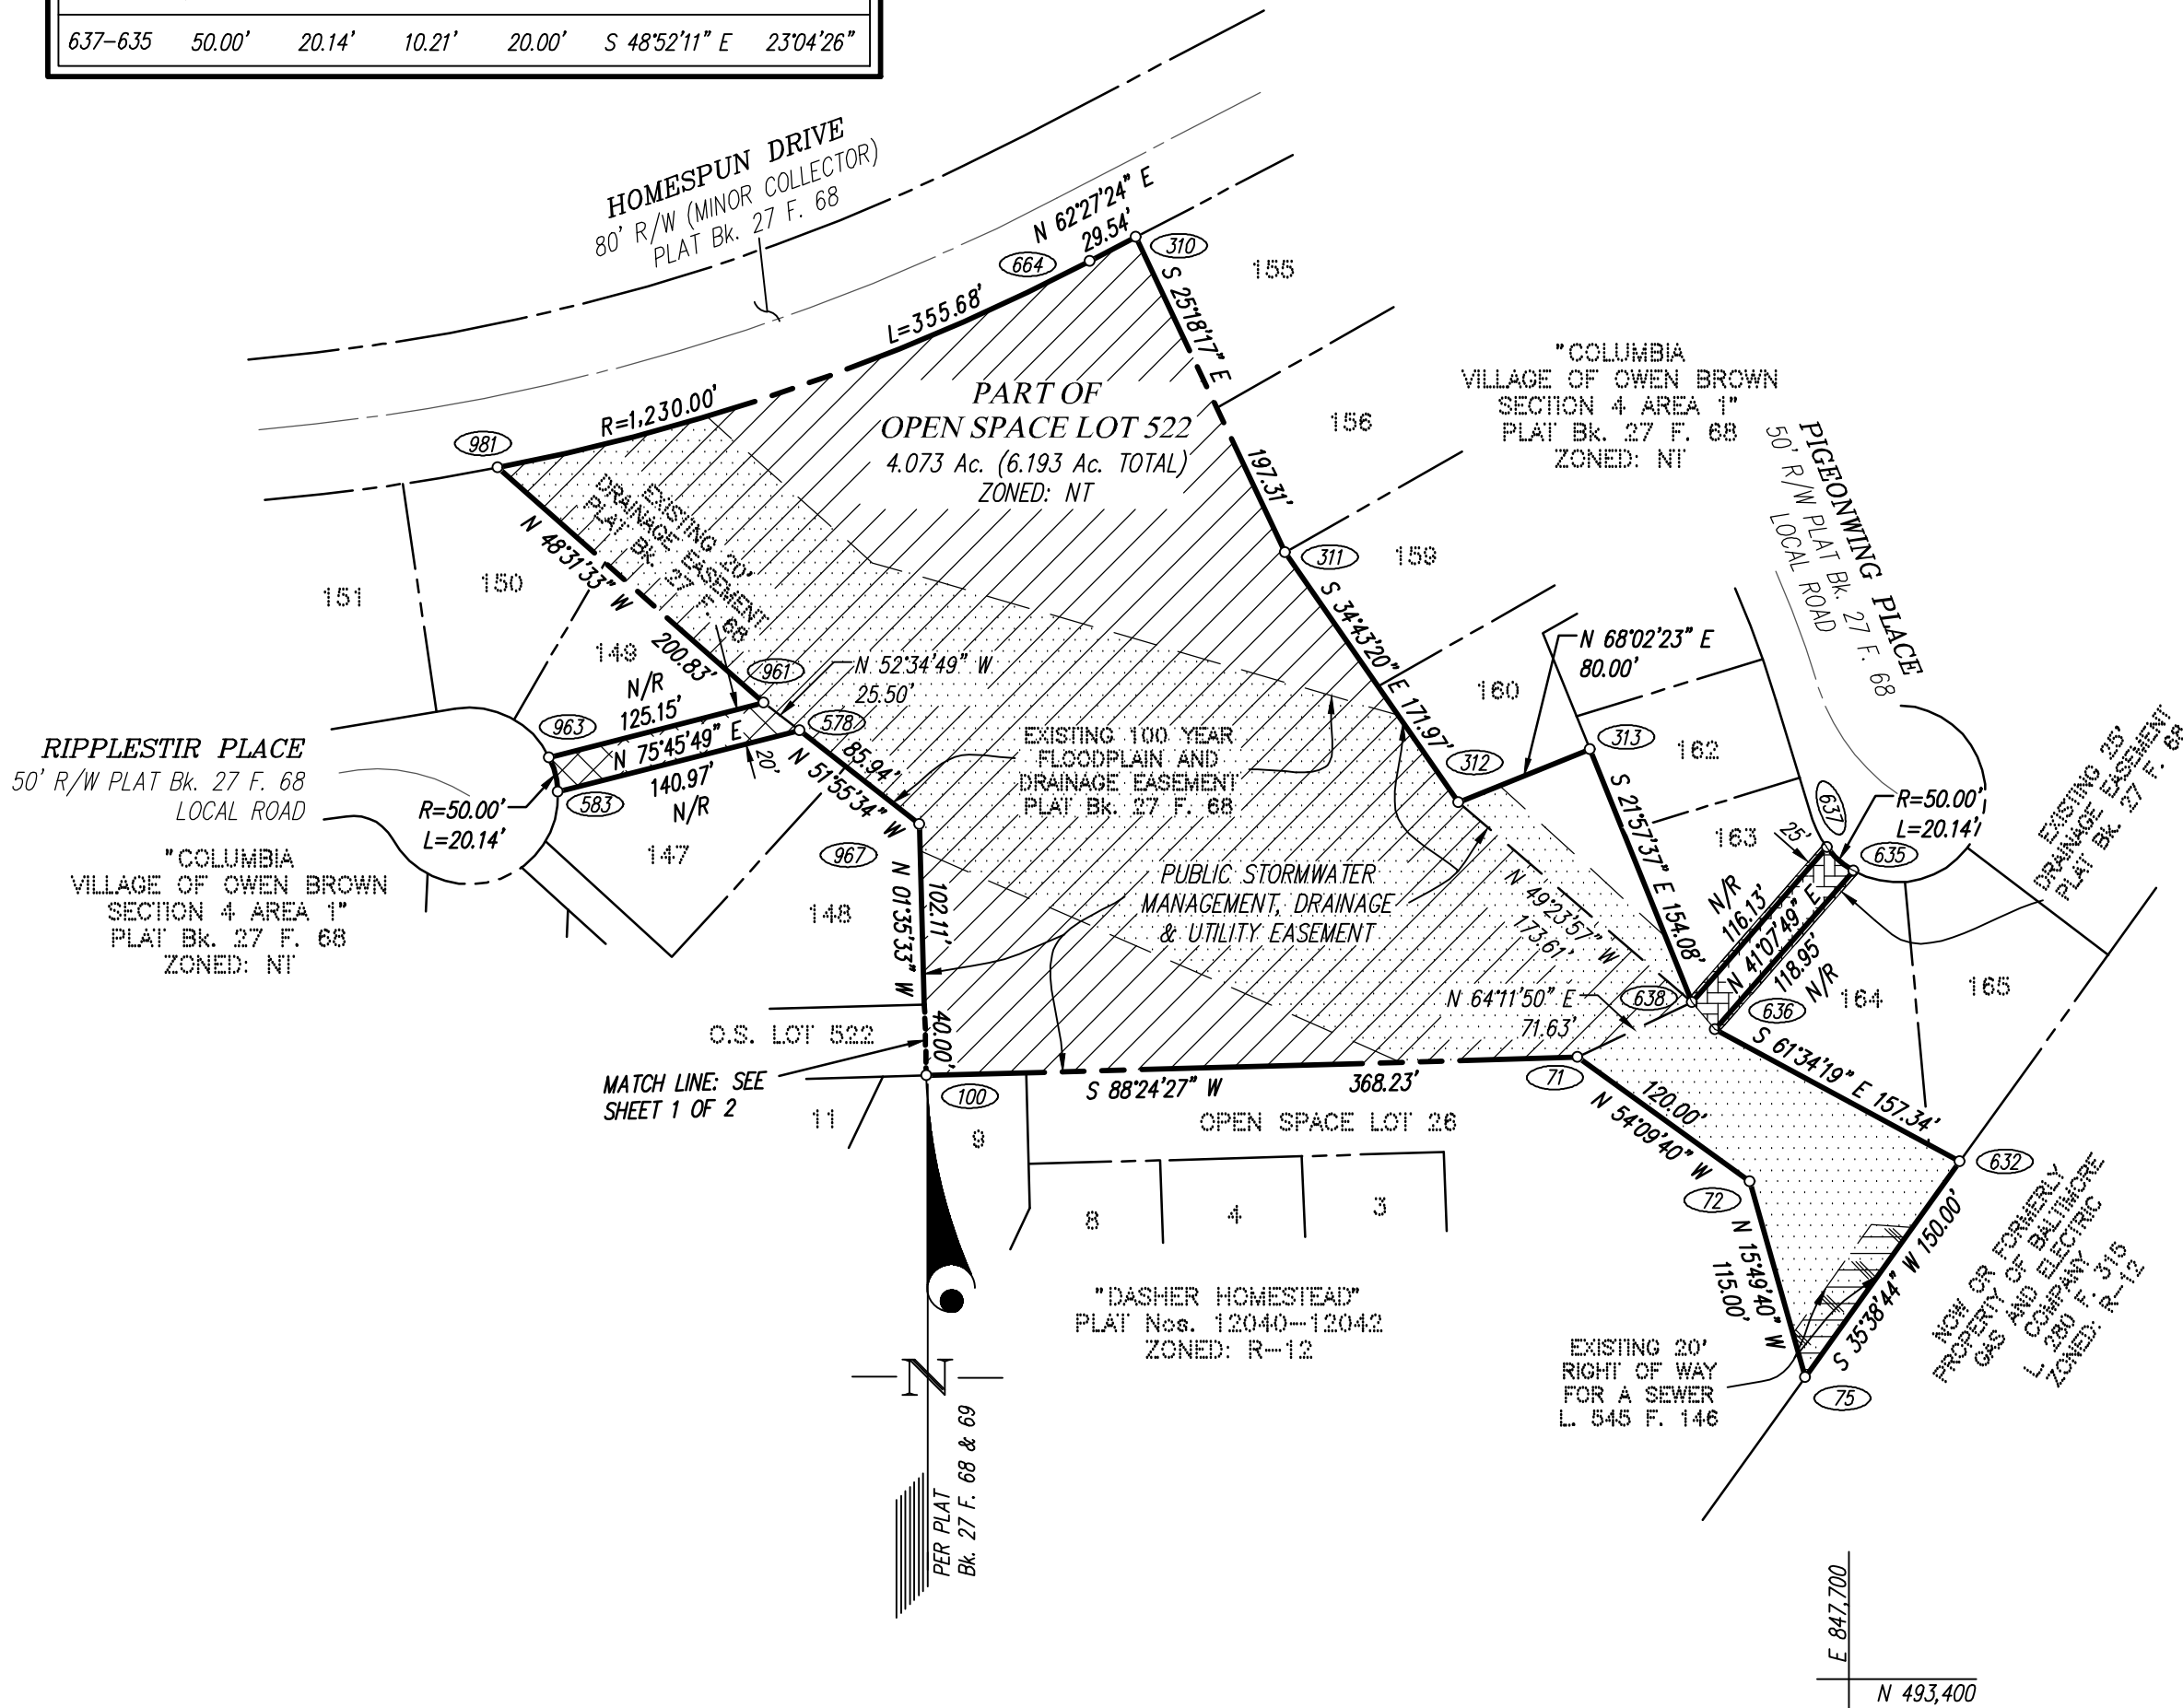 637-635 50.00' 20.14' 10.21' 20.00' S 48°52'11" E 23°04'26"
HOMESPUN DRIVE
80' R/W (MINOR COLLECTOR)
PLAT Bk. 27 F. 68
N 62°27'24" E
29.54'
664
310
155
L=355.68'
S 25°18'17" E
197.31'
R=1,230.00'
981
PART OF
OPEN SPACE LOT 522
4.073 Ac. (6.193 Ac. TOTAL)
ZONED: NT
"COLUMBIA
VILLAGE OF OWEN BROWN
SECTION 4 AREA 1"
PLAT Bk. 27 F. 68
ZONED: NT
156
PIGEONWING PLACE
50' R/W PLAT Bk. 27 F. 68
LOCAL ROAD
EXISTING 20'
DRAINAGE EASEMENT
PLAT Bk. 27 F. 68
N 48°31'33" W
200.83'
151
150
149
311
159
S 34°43'20" E 171.97'
N 68°02'23" E
80.00'
160
961
N 52°34'49" W
25.50'
N/R
125.15'
963
N 75°45'49" E
578
140.97'
N/R
20'
583
RIPPLESTIR PLACE
50' R/W PLAT Bk. 27 F. 68
LOCAL ROAD
R=50.00'
L=20.14'
85.94'
N 51°55'34" W
EXISTING 100 YEAR
FLOODPLAIN AND
DRAINAGE EASEMENT
PLAT Bk. 27 F. 68
312
313
162
S 21°57'37" E 154.08'
637
R=50.00'
L=20.14'
EXISTING 25'
DRAINAGE EASEMENT
PLAT Bk. 27 F. 68
163
25'
635
"COLUMBIA
VILLAGE OF OWEN BROWN
SECTION 4 AREA 1"
PLAT Bk. 27 F. 68
ZONED: NT
147
967
148
N 01°35'33" W
102.11'
PUBLIC STORMWATER
MANAGEMENT, DRAINAGE
& UTILITY EASEMENT
N 49°23'57" W
173.61'
N/R
116.13'
N 41°07'49" E
118.95'
N/R
164
165
N 64°11'50" E
71.63'
638
636
O.S. LOT 522
40.00'
MATCH LINE: SEE
SHEET 1 OF 2
100
S 88°24'27" W
368.23'
71
S 61°34'19" E 157.34'
11
9
OPEN SPACE LOT 26
120.00'
N 54°09'40" W
632
72
8
4
3
N 15°49'40" W
115.00'
S 35°38'44" W 150.00'
NOW OR FORMERLY
PROPERTY OF BALTIMORE
GAS AND ELECTRIC
COMPANY
L. 280 F. 315
ZONED: R-12
"DASHER HOMESTEAD"
PLAT Nos. 12040-12042
ZONED: R-12
EXISTING 20'
RIGHT OF WAY
FOR A SEWER
L. 545 F. 146
75
N
PER PLAT
Bk. 27 F. 68 & 69
E 847,700
N 493,400